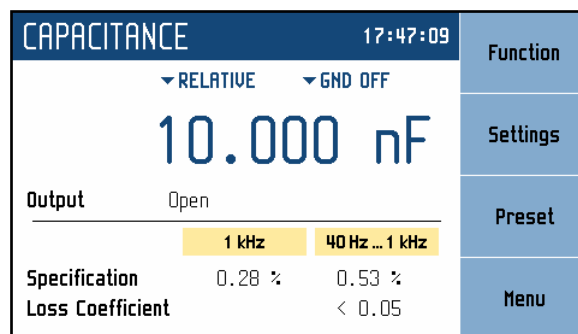 CAPACITANCE 17:47:09
RELATIVE GND OFF
10.000 nF
Output Open
1 kHz 40 Hz ... 1 kHz
Specification 0.28 % 0.53 %
Loss Coefficient < 0.05
Function
Settings
Preset
Menu